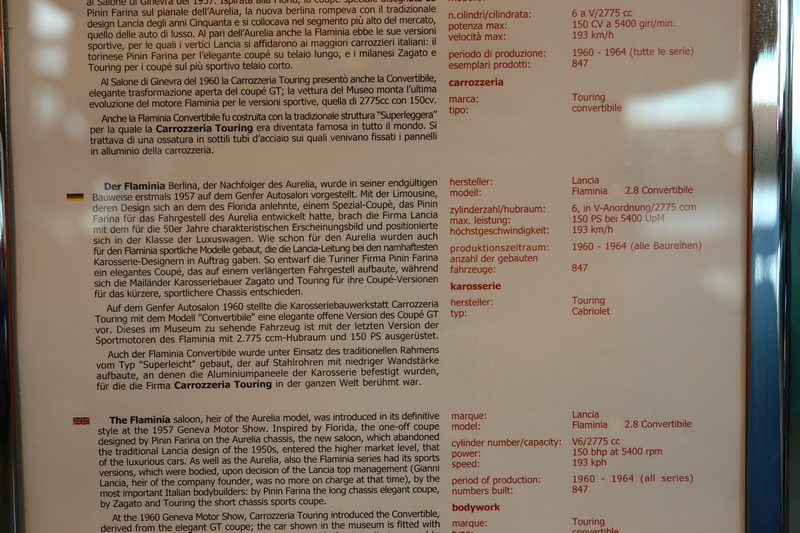 al Salone di Ginevra del 1957. Ispirata alla Florida, la coupé speciale disegnata da
Pinin Farina sul pianale dell'Aurelia, la nuova berlina rompeva con il tradizionale
design Lancia degli anni Cinquanta e si collocava nel segmento più alto del mercato,
quello delle auto di lusso. Al pari dell'Aurelia anche la Flaminia ebbe le sue versioni
sportive, per le quali i vertici Lancia si affidarono ai maggiori carrozzieri italiani: il
torinese Pinin Farina per l'elegante coupé su telaio lungo, e i milanesi Zagato e
Touring per i coupé sul più sportivo telaio corto.
Al Salone di Ginevra del 1960 la Carrozzeria Touring presentò anche la Convertibile,
elegante trasformazione aperta del coupé GT; la vettura del Museo monta l'ultima
evoluzione del motore Flaminia per le versioni sportive, quella di 2775cc con 150cv.
Anche la Flaminia Convertibile fu costruita con la tradizionale struttura "Superleggera"
per la quale la Carrozzeria Touring era diventata famosa in tutto il mondo. Si
trattava di una ossatura in sottili tubi d'acciaio sui quali venivano fissati i pannelli
in alluminio della carrozzeria.
n.cilindri/cilindrata: 6 a V/2775 cc
potenza max: 150 CV a 5400 giri/min.
velocità max: 193 km/h
periodo di produzione: 1960 - 1964 (tutte le serie)
esemplari prodotti: 847
carrozzeria
marca: Touring
tipo: convertibile
Der Flaminia Berlina, der Nachfolger des Aurelia, wurde in seiner endgültigen
Bauweise erstmals 1957 auf dem Genfer Autosalon vorgestellt. Mit der Limousine,
deren Design sich an dem des Florida anlehnte, einem Spezial-Coupè, das Pinin
Farina für das Fahrgestell des Aurelia entwickelt hatte, brach die Firma Lancia
mit dem für die 50er Jahre charakteristischen Erscheinungsbild und positionierte
sich in der Klasse der Luxuswagen. Wie schon für den Aurelia wurden auch
für den Flaminia sportliche Modelle gebaut, die die Lancia-Leitung bei den namhaftesten
Karosserie-Designern in Auftrag gaben. So entwarf die Turiner Firma Pinin Farina
ein elegantes Coupé, das auf einem verlängerten Fahrgestell aufbaute, während
sich die Mailänder Karosseriebauer Zagato und Touring für ihre Coupé-Versionen
für das kürzere, sportlichere Chassis entschieden.
Auf dem Genfer Autosalon 1960 stellte die Karosseriebauwerkstatt Carrozzeria
Touring mit dem Modell "Convertibile" eine elegante offene Version des Coupé GT
vor. Dieses im Museum zu sehende Fahrzeug ist mit der letzten Version der
Sportmotoren des Flaminia mit 2.775 ccm-Hubraum und 150 PS ausgerüstet.
Auch der Flaminia Convertibile wurde unter Einsatz des traditionellen Rahmens
vom Typ "Superleicht" gebaut, der auf Stahlrohren mit niedriger Wandstärke
aufbaute, an denen die Aluminiumpaneele der Karosserie befestigt wurden,
für die die Firma Carrozzeria Touring in der ganzen Welt berühmt war.
hersteller: Lancia
modell: Flaminia 2.8 Convertibile
zylinderzahl/hubraum: 6, in V-Anordnung/2775 ccm
max. leistung: 150 PS bei 5400 UpM
höchstgeschwindigkeit: 193 km/h
produktionszeitraum: 1960 - 1964 (alle Baureihen)
anzahl der gebauten
fahrzeuge: 847
karosserie
hersteller: Touring
typ: Cabriolet
The Flaminia saloon, heir of the Aurelia model, was introduced in its definitive
style at the 1957 Geneva Motor Show. Inspired by Florida, the one-off coupe
designed by Pinin Farina on the Aurelia chassis, the new saloon, which abandoned
the traditional Lancia design of the 1950s, entered the higher market level, that
of the luxurious cars. As well as the Aurelia, also the Flaminia series had its sports
versions, which were bodied, upon decision of the Lancia top management (Gianni
Lancia, heir of the company founder, was no more on charge at that time), by the
most important Italian bodybuilders: by Pinin Farina the long chassis elegant coupe,
by Zagato and Touring the short chassis sports coupe.
At the 1960 Geneva Motor Show, Carrozzeria Touring introduced the Convertible,
derived from the elegant GT coupe; the car shown in the museum is fitted with
marque: Lancia
model: Flaminia 2.8 Convertibile
cylinder number/capacity: V6/2775 cc
power: 150 bhp at 5400 rpm
speed: 193 kph
period of production: 1960 - 1964 (all series)
numbers built: 847
bodywork
marque: Touring
type: convertible